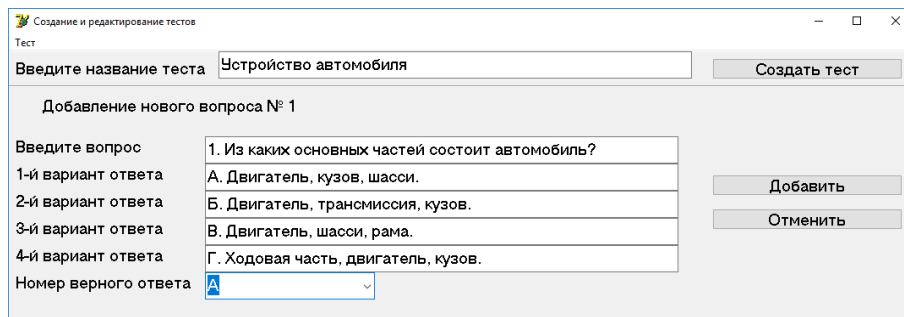 Создание и редактирование тестов
Тест
Введите название теста Устройство автомобиля Создать тест
Добавление нового вопроса № 1
Введите вопрос 1. Из каких основных частей состоит автомобиль?
1-й вариант ответа А. Двигатель, кузов, шасси.
2-й вариант ответа Б. Двигатель, трансмиссия, кузов.
Добавить
3-й вариант ответа В. Двигатель, шасси, рама.
Отменить
4-й вариант ответа Г. Ходовая часть, двигатель, кузов.
Номер верного ответа А